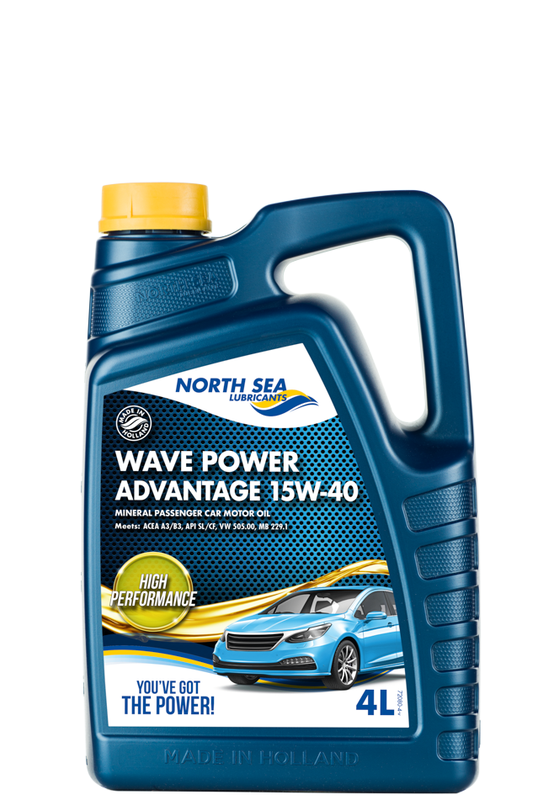 NORTH SEA
LUBRICANTS
MADE IN
HOLLAND
WAVE POWER
ADVANTAGE 15W-40
MINERAL PASSENGER CAR MOTOR OIL
Meets: ACEA A3/B3, API SL/CF, VW 505.00, MB 229.1
HIGH
PERFORMANCE
YOU'VE GOT
THE POWER!
4L
MADE IN HOLLAND